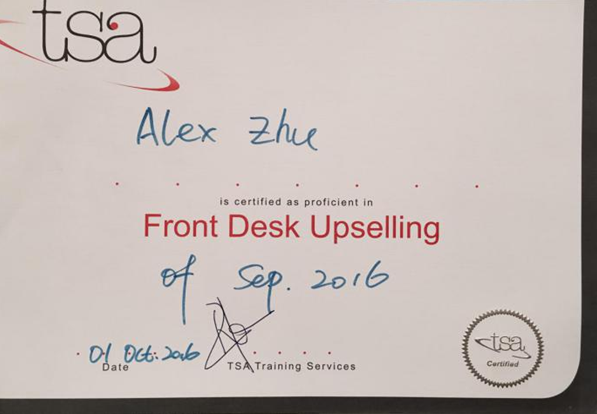 tsa
Alex Zhu
is certified as proficient in
Front Desk Upselling
of Sep. 2016
01 Oct. 2016
Date
TSA Training Services
tsa
Certified